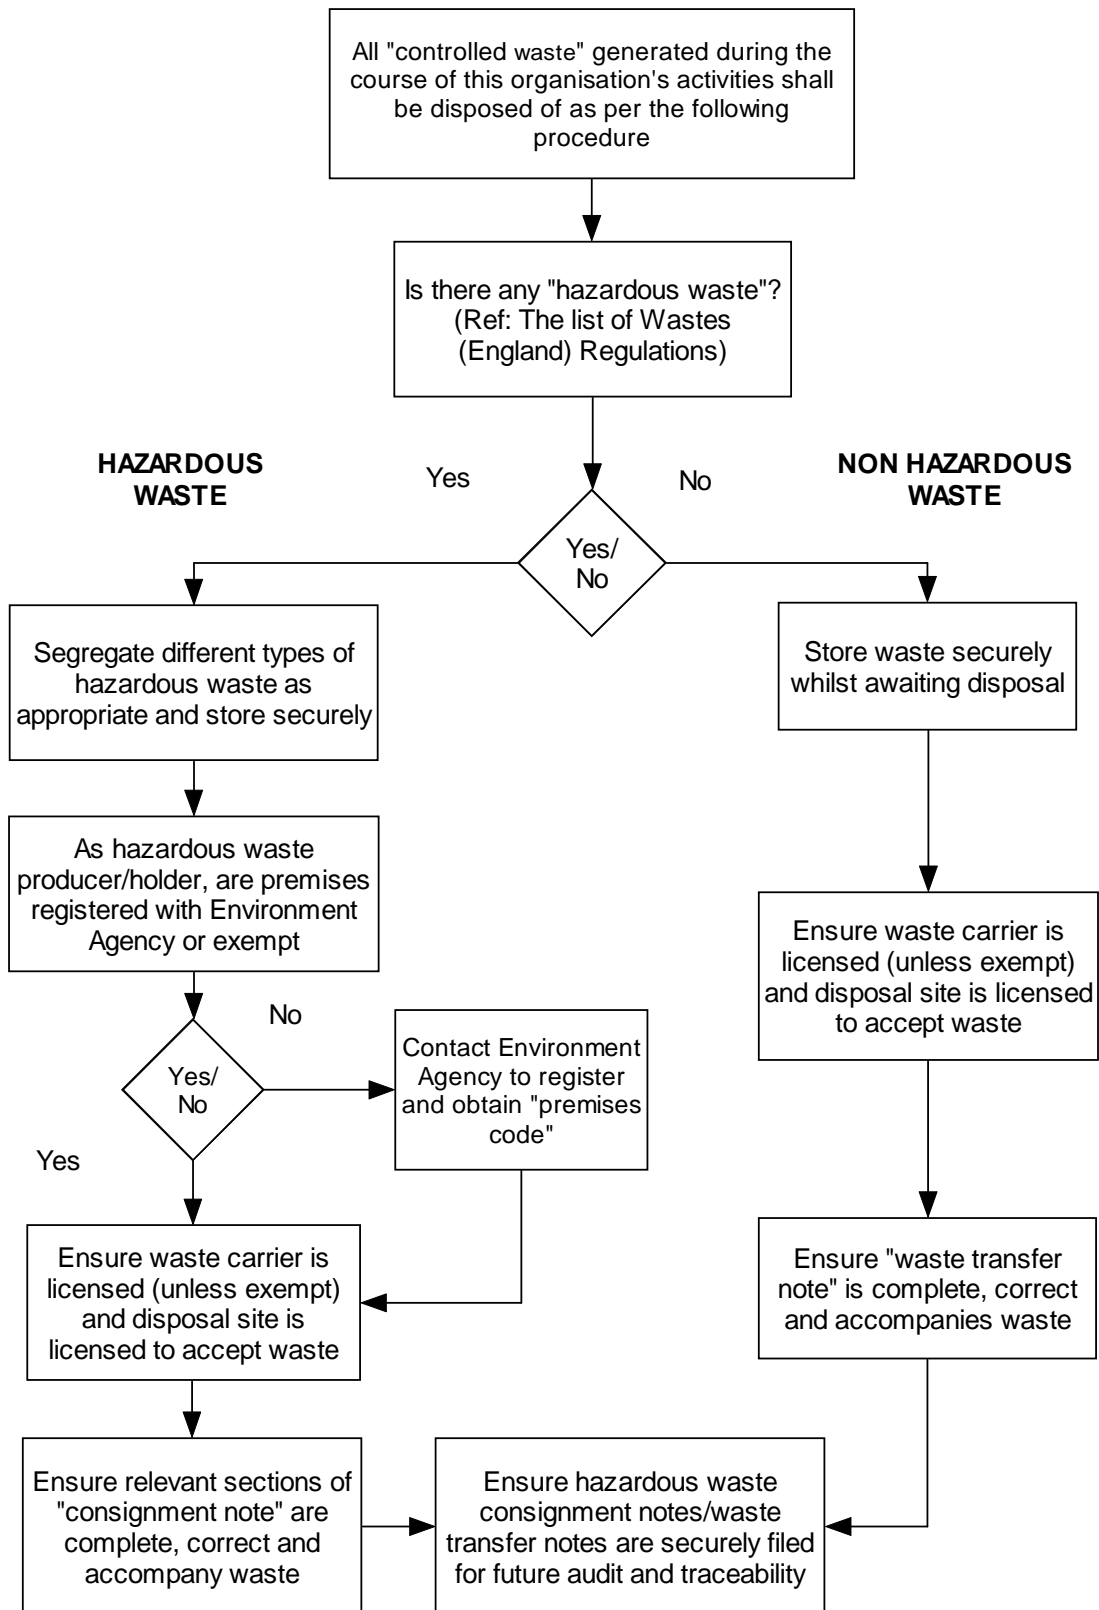 All "controlled waste" generated during the
course of this organisation's activities shall
be disposed of as per the following
procedure
Is there any "hazardous waste"?
(Ref: The list of Wastes
(England) Regulations)
HAZARDOUS
WASTE
Yes
No
NON HAZARDOUS
WASTE
Yes/
No
Segregate different types of
hazardous waste as
appropriate and store securely
Store waste securely
whilst awaiting disposal
As hazardous waste
producer/holder, are premises
registered with Environment
Agency or exempt
Ensure waste carrier is
licensed (unless exempt)
and disposal site is licensed
to accept waste
No
Yes/
No
Contact Environment
Agency to register
and obtain "premises
code"
Yes
Ensure waste carrier is
licensed (unless exempt)
and disposal site is
licensed to accept waste
Ensure "waste transfer
note" is complete, correct
and accompanies waste
Ensure relevant sections of
"consignment note" are
complete, correct and
accompany waste
Ensure hazardous waste
consignment notes/waste
transfer notes are securely filed
for future audit and traceability